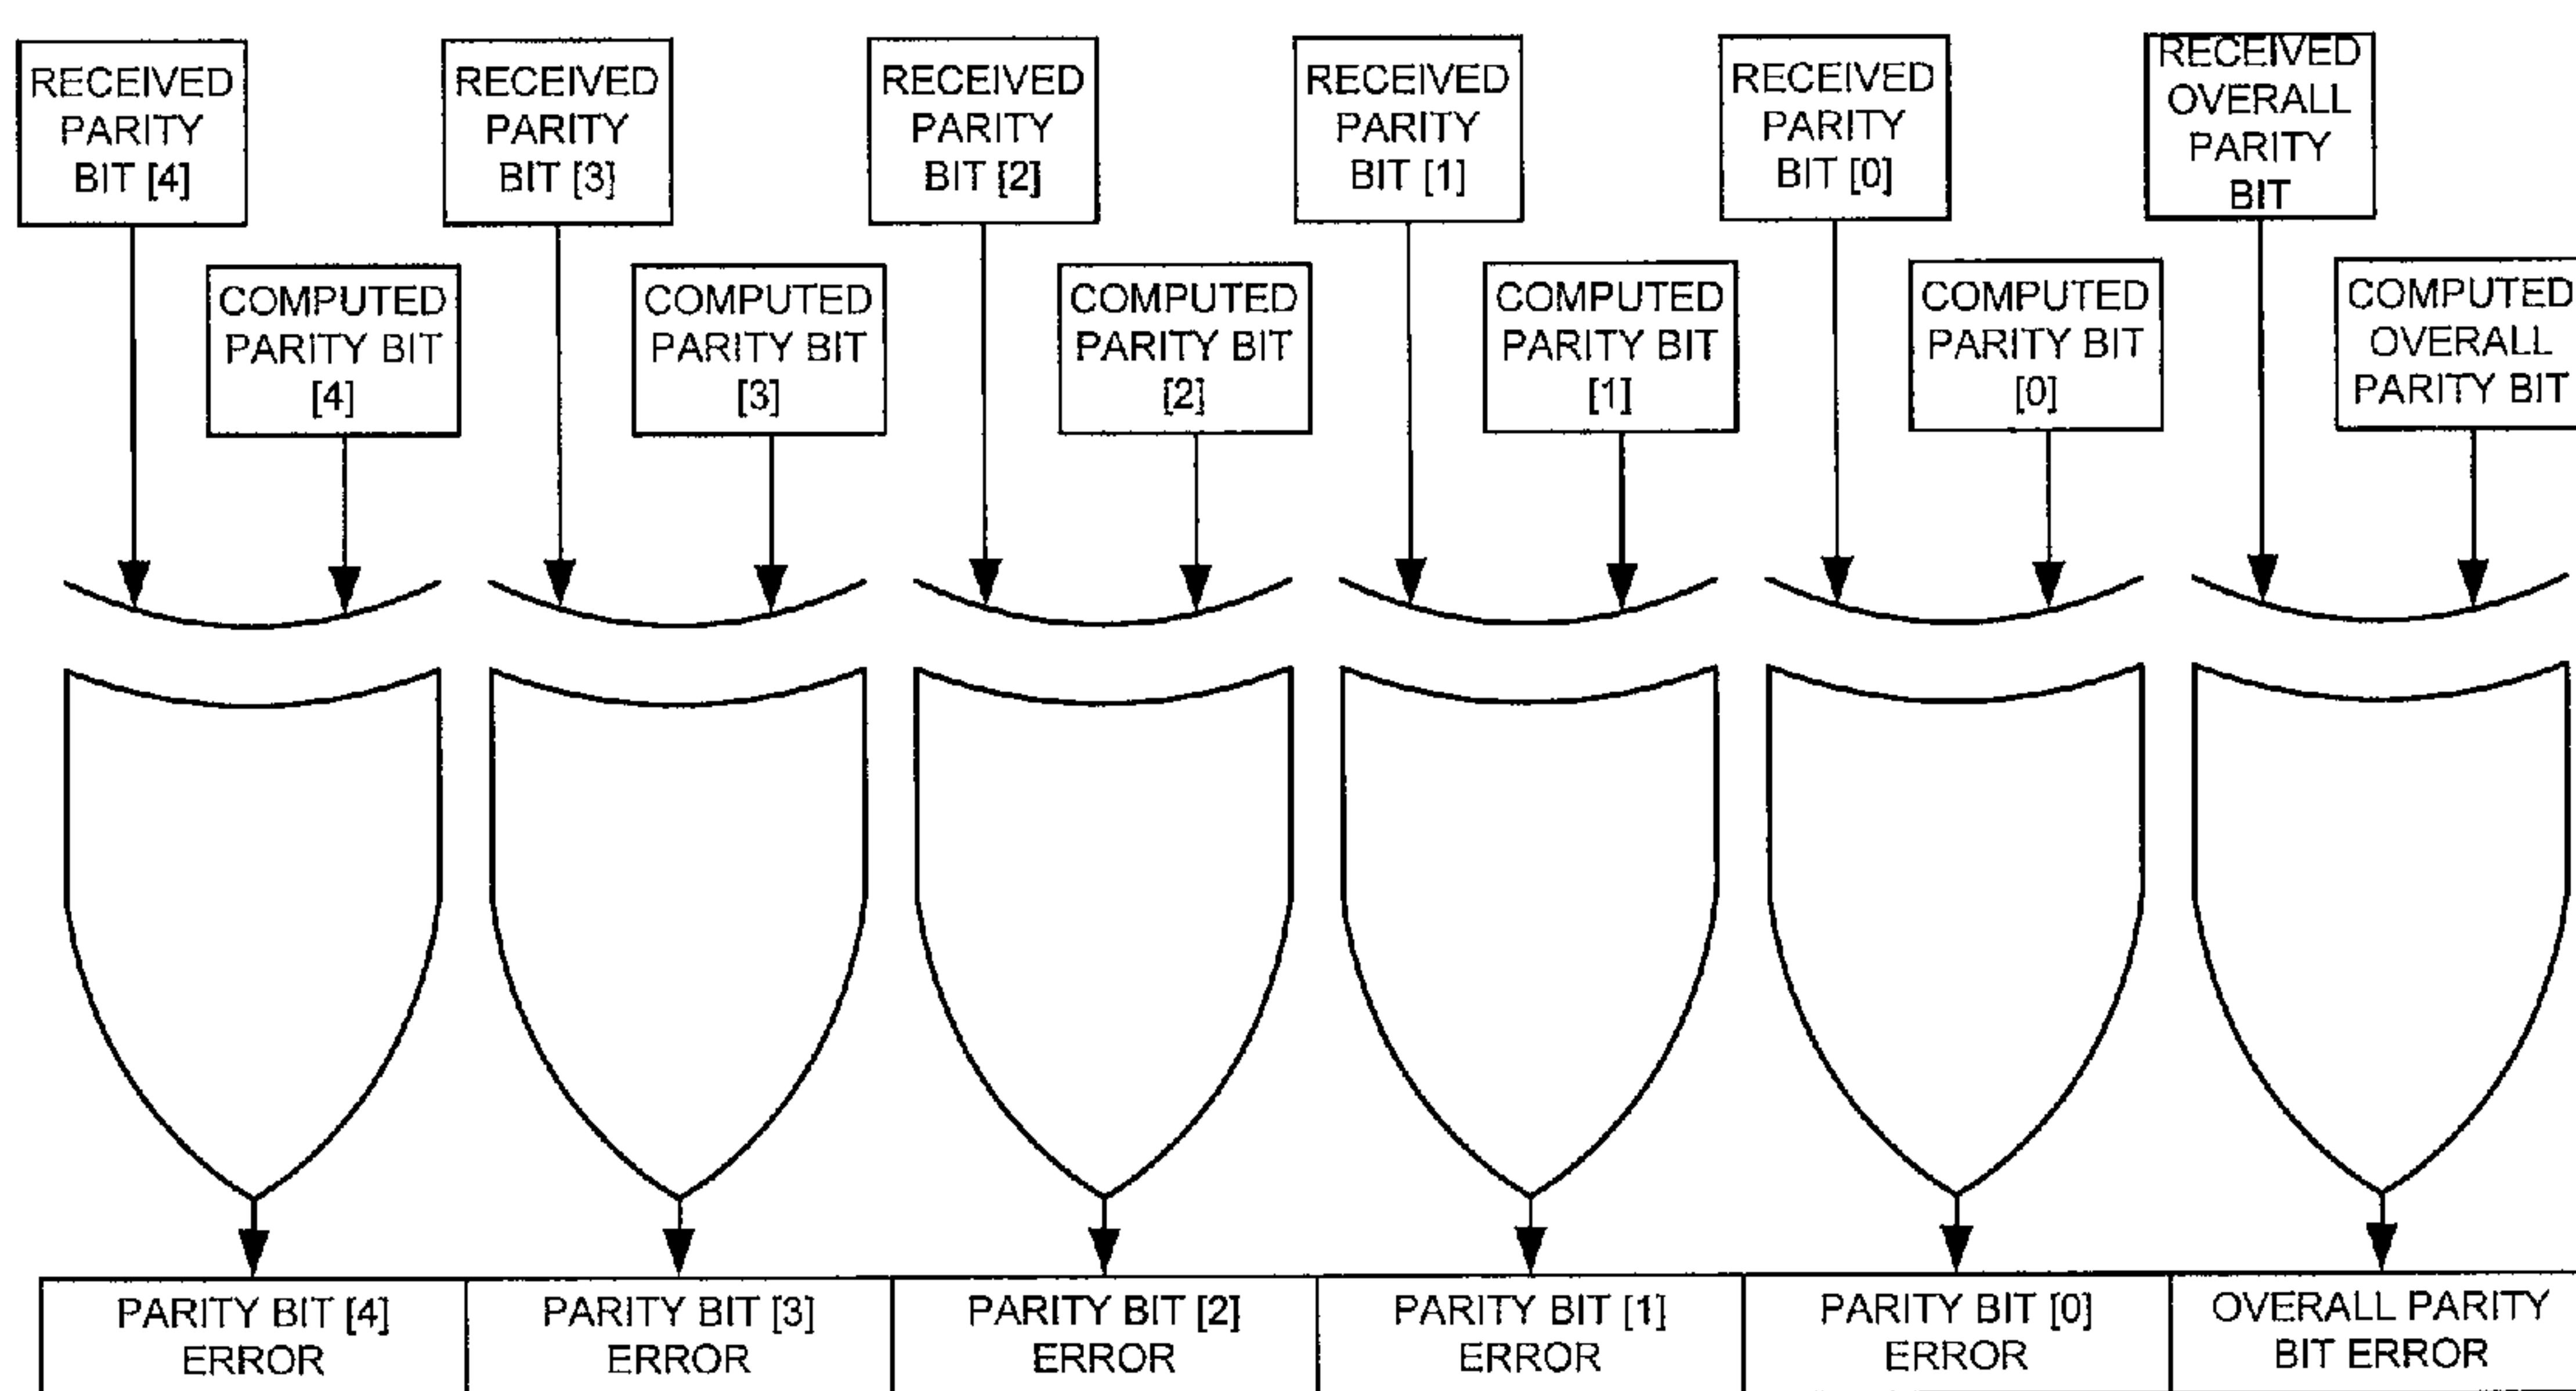 RECEIVED
PARITY
BIT [4]
RECEIVED
PARITY
BIT [3]
RECEIVED
PARITY
BIT [2]
RECEIVED
PARITY
BIT [1]
RECEIVED
PARITY
BIT [0]
RECEIVED
OVERALL
PARITY
BIT
COMPUTED
PARITY BIT
[4]
COMPUTED
PARITY BIT
[3]
COMPUTED
PARITY BIT
[2]
COMPUTED
PARITY BIT
[1]
COMPUTED
PARITY BIT
[0]
COMPUTED
OVERALL
PARITY BIT
PARITY BIT [4]
ERROR
PARITY BIT [3]
ERROR
PARITY BIT [2]
ERROR
PARITY BIT [1]
ERROR
PARITY BIT [0]
ERROR
OVERALL PARITY
BIT ERROR